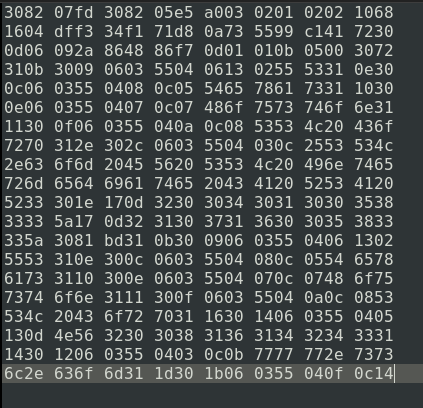 3082 07fd 3082 05e5 a003 0201 0202 1068
1604 dff3 34f1 71d8 0a73 5599 c141 7230
0d06 092a 8648 86f7 0d01 010b 0500 3072
310b 3009 0603 5504 0613 0255 5331 0e30
0c06 0355 0408 0c05 5465 7861 7331 1030
0e06 0355 0407 0c07 486f 7573 746f 6e31
1130 0f06 0355 040a 0c08 5353 4c20 436f
7270 312e 302c 0603 5504 030c 2553 534c
2e63 6f6d 2045 5620 5353 4c20 496e 7465
726d 6564 6961 7465 2043 4120 5253 4120
5233 301e 170d 3230 3034 3031 3030 3538
3333 5a17 0d32 3130 3731 3630 3035 3833
335a 3081 bd31 0b30 0906 0355 0406 1302
5553 310e 300c 0603 5504 080c 0554 6578
6173 3110 300e 0603 5504 070c 0748 6f75
7374 6f6e 3111 300f 0603 5504 0a0c 0853
534c 2043 6f72 7031 1630 1406 0355 0405
130d 4e56 3230 3038 3136 3134 3234 3331
1430 1206 0355 0403 0c0b 7777 772e 7373
6c2e 636f 6d31 1d30 1b06 0355 040f 0c14